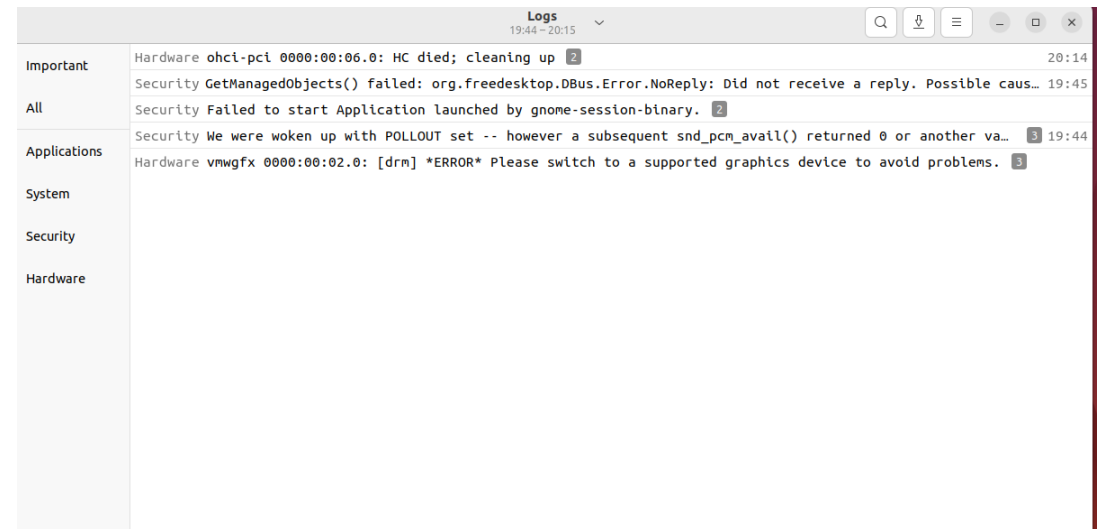 Logs
19:44 – 20:15
Important
All
Applications
System
Security
Hardware
Hardware ohci-pci 0000:00:06.0: HC died; cleaning up 2 20:14
Security GetManagedObjects() failed: org.freedesktop.DBus.Error.NoReply: Did not receive a reply. Possible caus… 19:45
Security Failed to start Application launched by gnome-session-binary. 2
Security We were woken up with POLLOUT set -- however a subsequent snd_pcm_avail() returned 0 or another va… 3 19:44
Hardware vmwgfx 0000:00:02.0: [drm] *ERROR* Please switch to a supported graphics device to avoid problems. 3